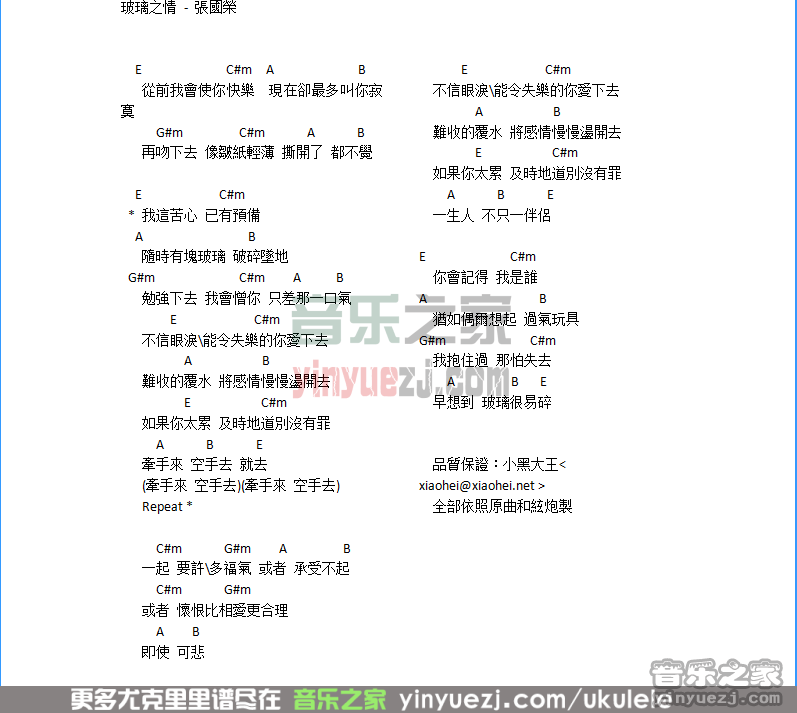 玻璃之情 - 張國榮
E C#m A B
從前我會使你快樂 現在卻最多叫你寂
寞
G#m C#m A B
再吻下去 像皺紙輕薄 撕開了 都不覺
E C#m
* 我這苦心 已有預備
A B
隨時有塊玻璃 破碎墜地
G#m C#m A B
勉強下去 我會憎你 只差那一口氣
E C#m
不信眼淚\能令失樂的你愛下去
A B
難收的覆水 將感情慢慢盪開去
E C#m
如果你太累 及時地道別沒有罪
A B E
牽手來 空手去 就去
(牽手來 空手去)(牽手來 空手去)
Repeat *
C#m G#m A B
一起 要許\多福氣 或者 承受不起
C#m G#m
或者 懷恨比相愛更合理
A B
即使 可悲
E C#m
不信眼淚\能令失樂的你愛下去
A B
難收的覆水 將感情慢慢盪開去
E C#m
如果你太累 及時地道別沒有罪
A B E
一生人 不只一伴侶
E C#m
你會記得 我是誰
A B
猶如偶爾想起 過氣玩具
G#m C#m
我抱住過 那怕失去
A B E
早想到 玻璃很易碎
品質保證：小黑大王<
xiaohei@xiaohei.net >
全部依照原曲和絃炮製
音乐之家
yinyuezj.com
音乐之家
yinyuezj.com
更多尤克里里谱尽在 音乐之家 yinyuezj.com/ukulele